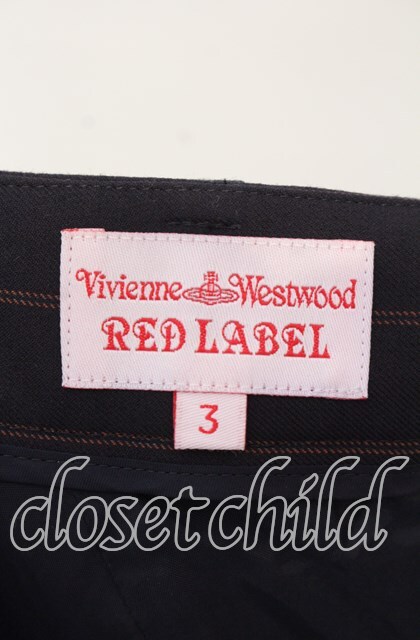 Vivienne Westwood
RED LABEL
3
closet child